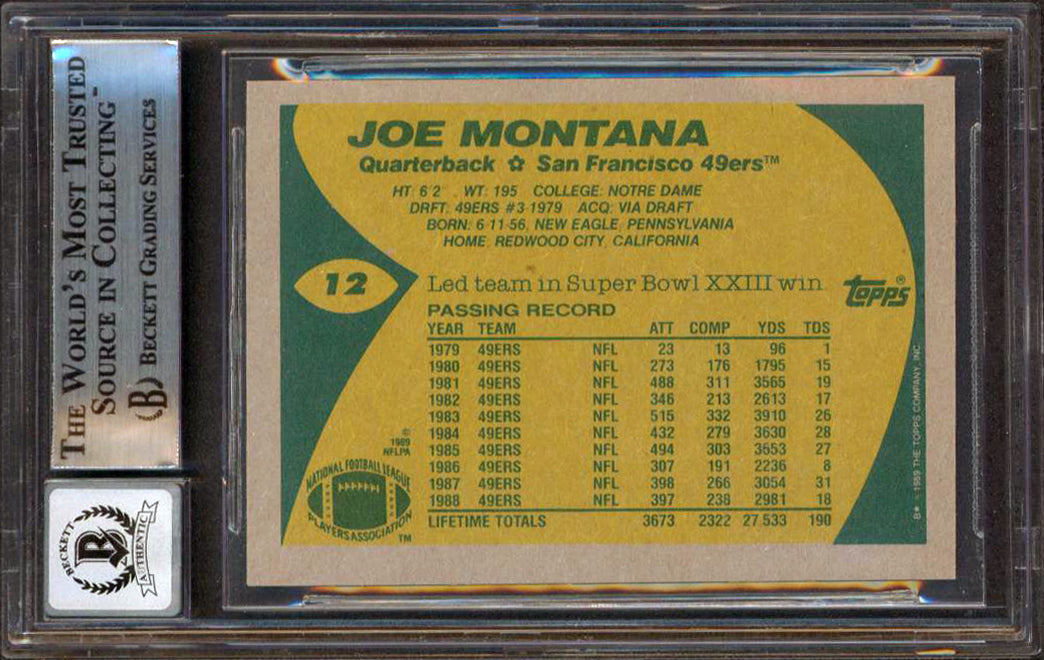 THE WORLD'S MOST TRUSTED
SOURCE IN COLLECTING™
B BECKETT GRADING SERVICES
BECKETT
B
AUTHENTIC
JOE MONTANA
Quarterback ✩ San Francisco 49ers™
HT: 6'2" WT: 195 COLLEGE: NOTRE DAME
DRFT: 49ERS #3-1979 ACQ: VIA DRAFT
BORN: 6-11-56, NEW EAGLE, PENNSYLVANIA
HOME: REDWOOD CITY, CALIFORNIA
12
Led team in Super Bowl XXIII win.
topps®
PASSING RECORD
YEAR TEAM ATT COMP YDS TDS
1979 49ERS NFL 23 13 96 1
1980 49ERS NFL 273 176 1795 15
1981 49ERS NFL 488 311 3565 19
1982 49ERS NFL 346 213 2613 17
1983 49ERS NFL 515 332 3910 26
1984 49ERS NFL 432 279 3630 28
1985 49ERS NFL 494 303 3653 27
1986 49ERS NFL 307 191 2236 8
1987 49ERS NFL 398 266 3054 31
1988 49ERS NFL 397 238 2981 18
LIFETIME TOTALS 3673 2322 27 533 190
©
1989
NFLPA
NATIONAL FOOTBALL LEAGUE
PLAYERS ASSOCIATION
TM
B* © 1989 THE TOPPS COMPANY, INC.